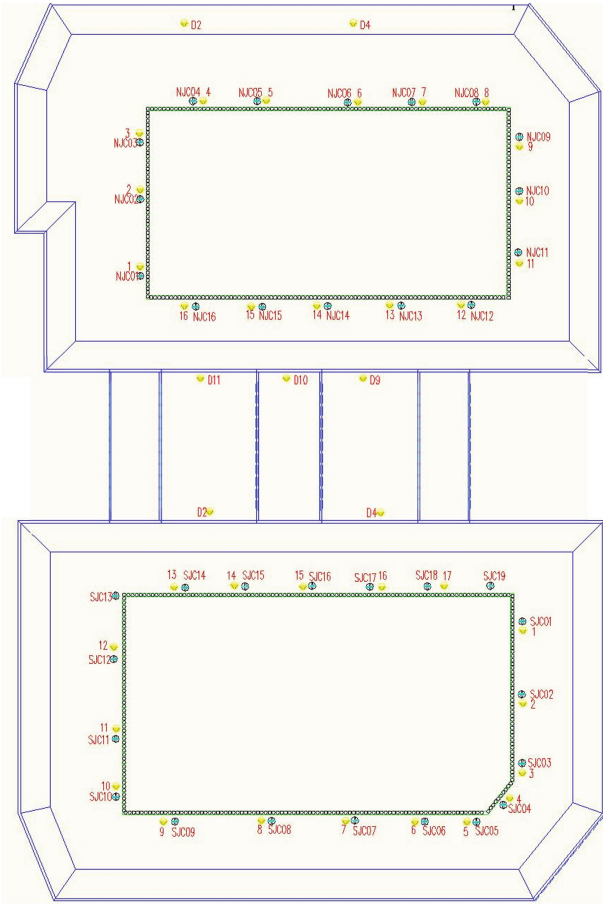 D2 D4
NJC04 4 NJC05 5 NJC06 6 NJC07 7 NJC08 8
3
NJC03
NJC09
9
2
NJC02
NJC10
10
1
NJC01
NJC11
11
16 NJC16 15 NJC15 14 NJC14 13 NJC13 12 NJC12
D11 D10 D9
D2 D4
13 SJC14 14 SJC15 15 SJC16 SJC17 16 SJC18 17 SJC19
SJC13
SJC01
1
12
SJC12
SJC02
2
11
SJC11
SJC03
3
10
SJC10
4
SJC04
9 SJC09 8 SJC08 7 SJC07 6 SJC06 5 SJC05